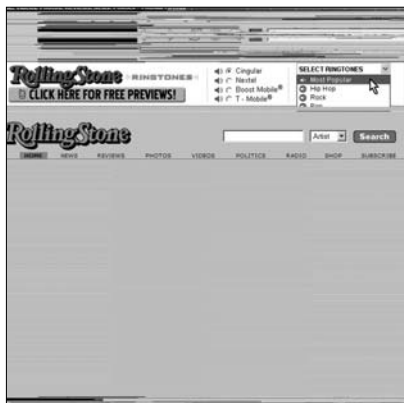 RollingStone RINGTONES
CLICK HERE FOR FREE PREVIEWS!
Cingular
Nextel
Boost Mobile®
T-Mobile®
SELECT RINGTONES
Most Popular
Hip Hop
Rock
Pop
RollingStone
Artist Search
HOME NEWS REVIEWS PHOTOS VIDEOS POLITICS RADIO SHOP SUBSCRIBE